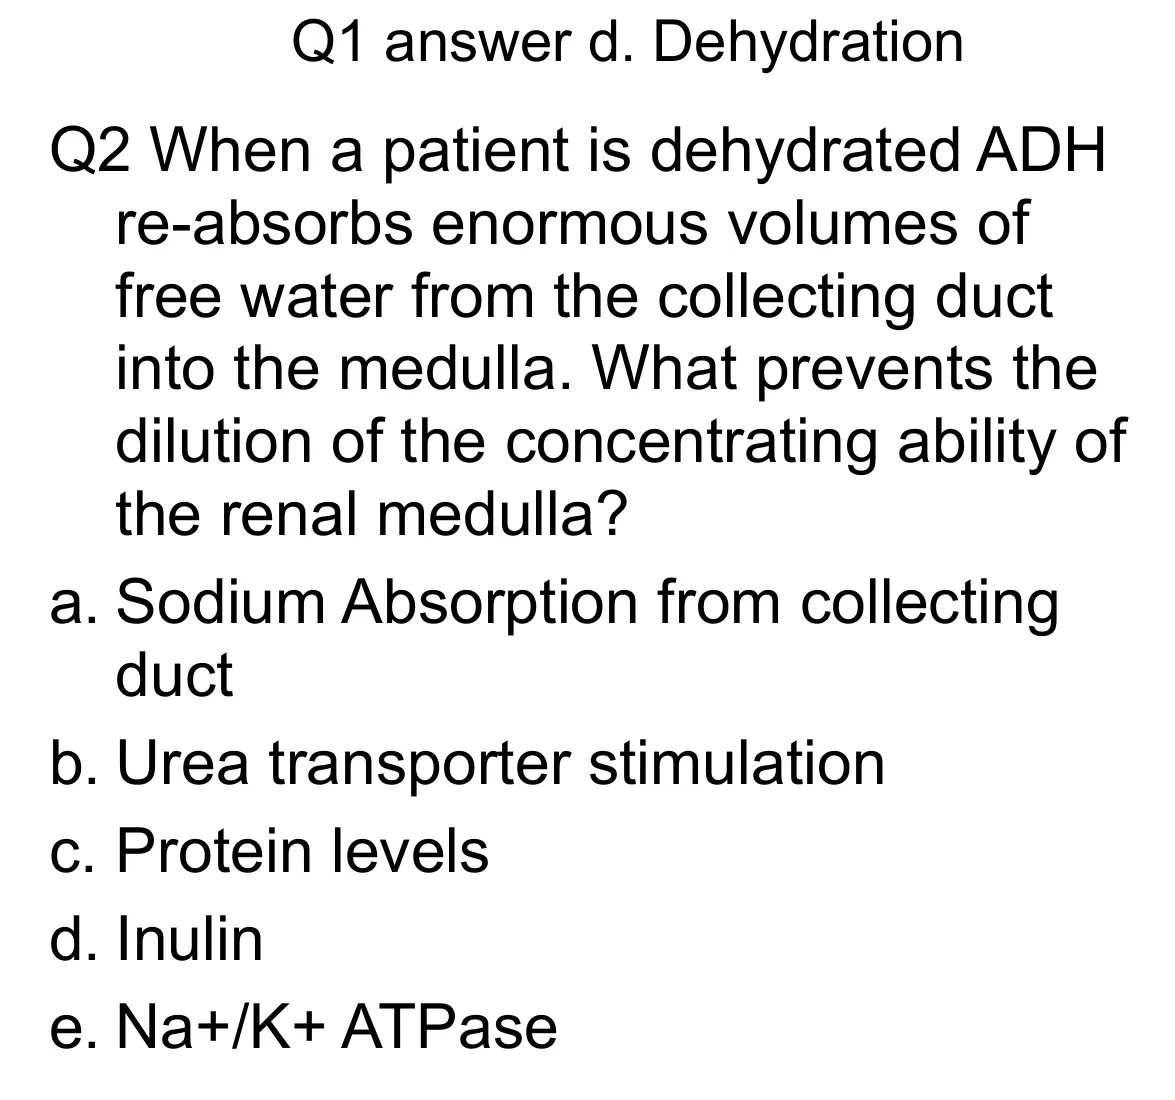 Q1 answer d. Dehydration
Q2 When a patient is dehydrated ADH
re-absorbs enormous volumes of
free water from the collecting duct
into the medulla. What prevents the
dilution of the concentrating ability of
the renal medulla?
a. Sodium Absorption from collecting
duct
b. Urea transporter stimulation
c. Protein levels
d. Inulin
e. Na+/K+ ATPase